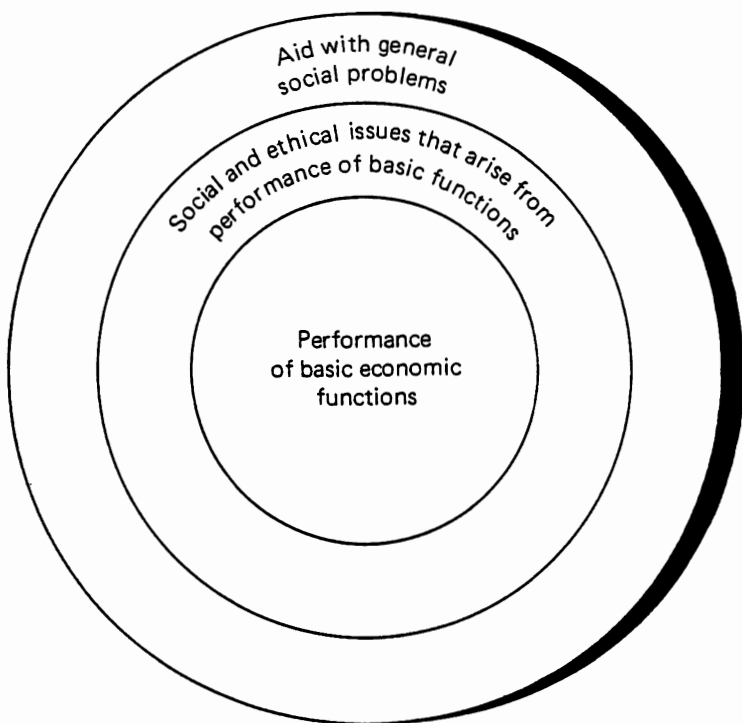 Aid with general
social problems
Social and ethical issues that arise from
performance of basic functions
Performance
of basic economic
functions